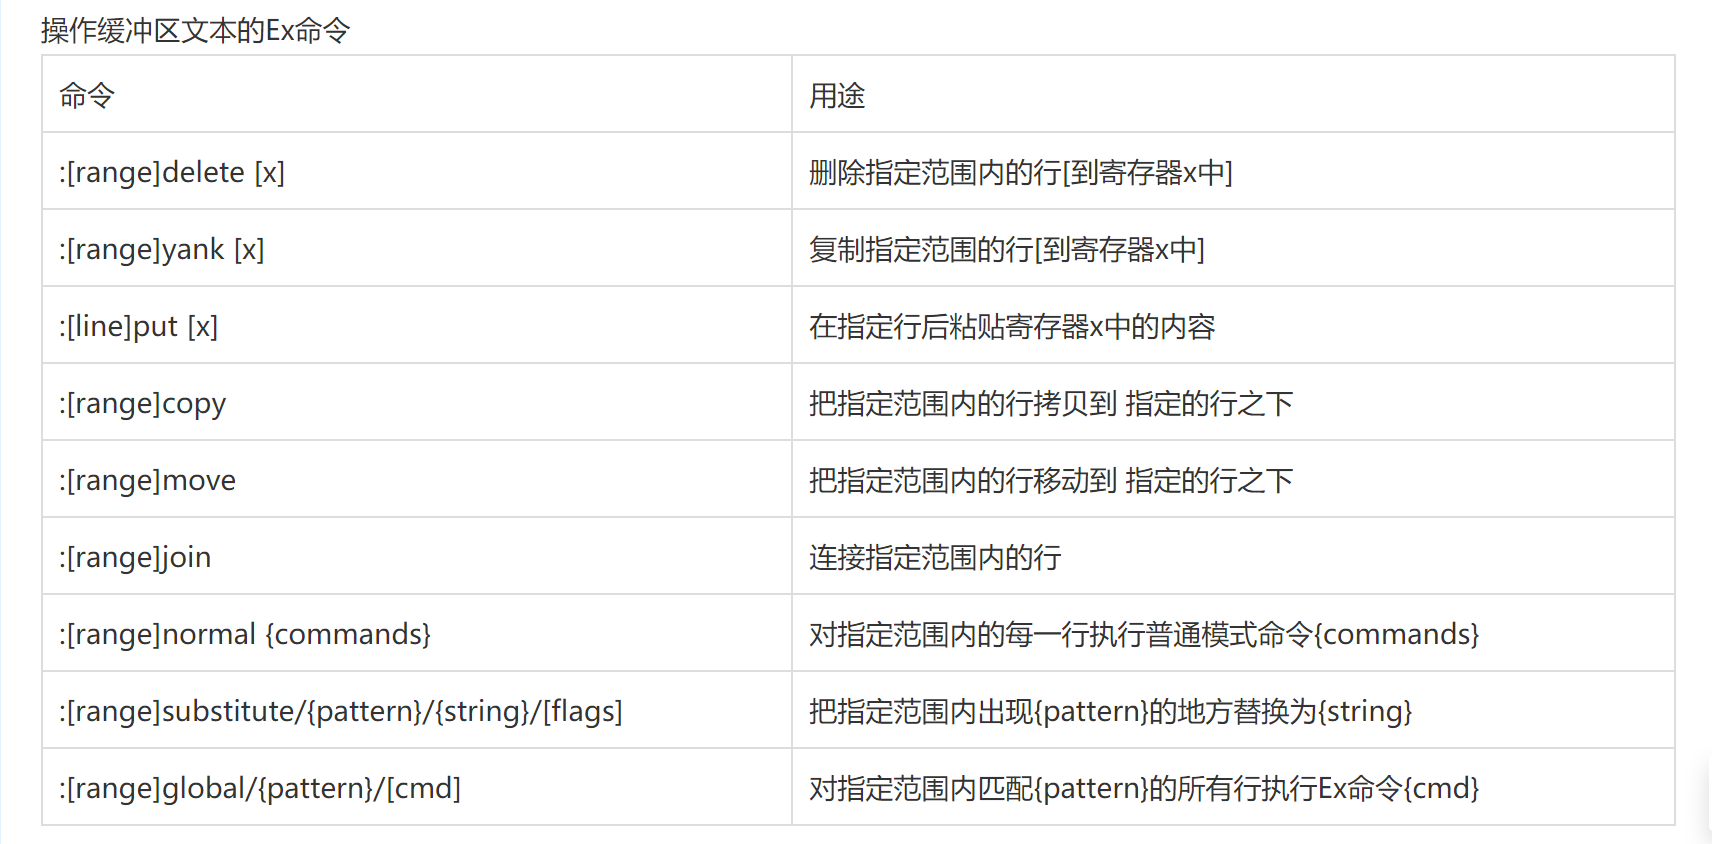 操作缓冲区文本的Ex命令
命令 用途
:[range]delete [x] 删除指定范围内的行[到寄存器x中]
:[range]yank [x] 复制指定范围的行[到寄存器x中]
:[line]put [x] 在指定行后粘贴寄存器x中的内容
:[range]copy 把指定范围内的行拷贝到 指定的行之下
:[range]move 把指定范围内的行移动到 指定的行之下
:[range]join 连接指定范围内的行
:[range]normal {commands} 对指定范围内的每一行执行普通模式命令{commands}
:[range]substitute/{pattern}/{string}/[flags] 把指定范围内出现{pattern}的地方替换为{string}
:[range]global/{pattern}/[cmd] 对指定范围内匹配{pattern}的所有行执行Ex命令{cmd}